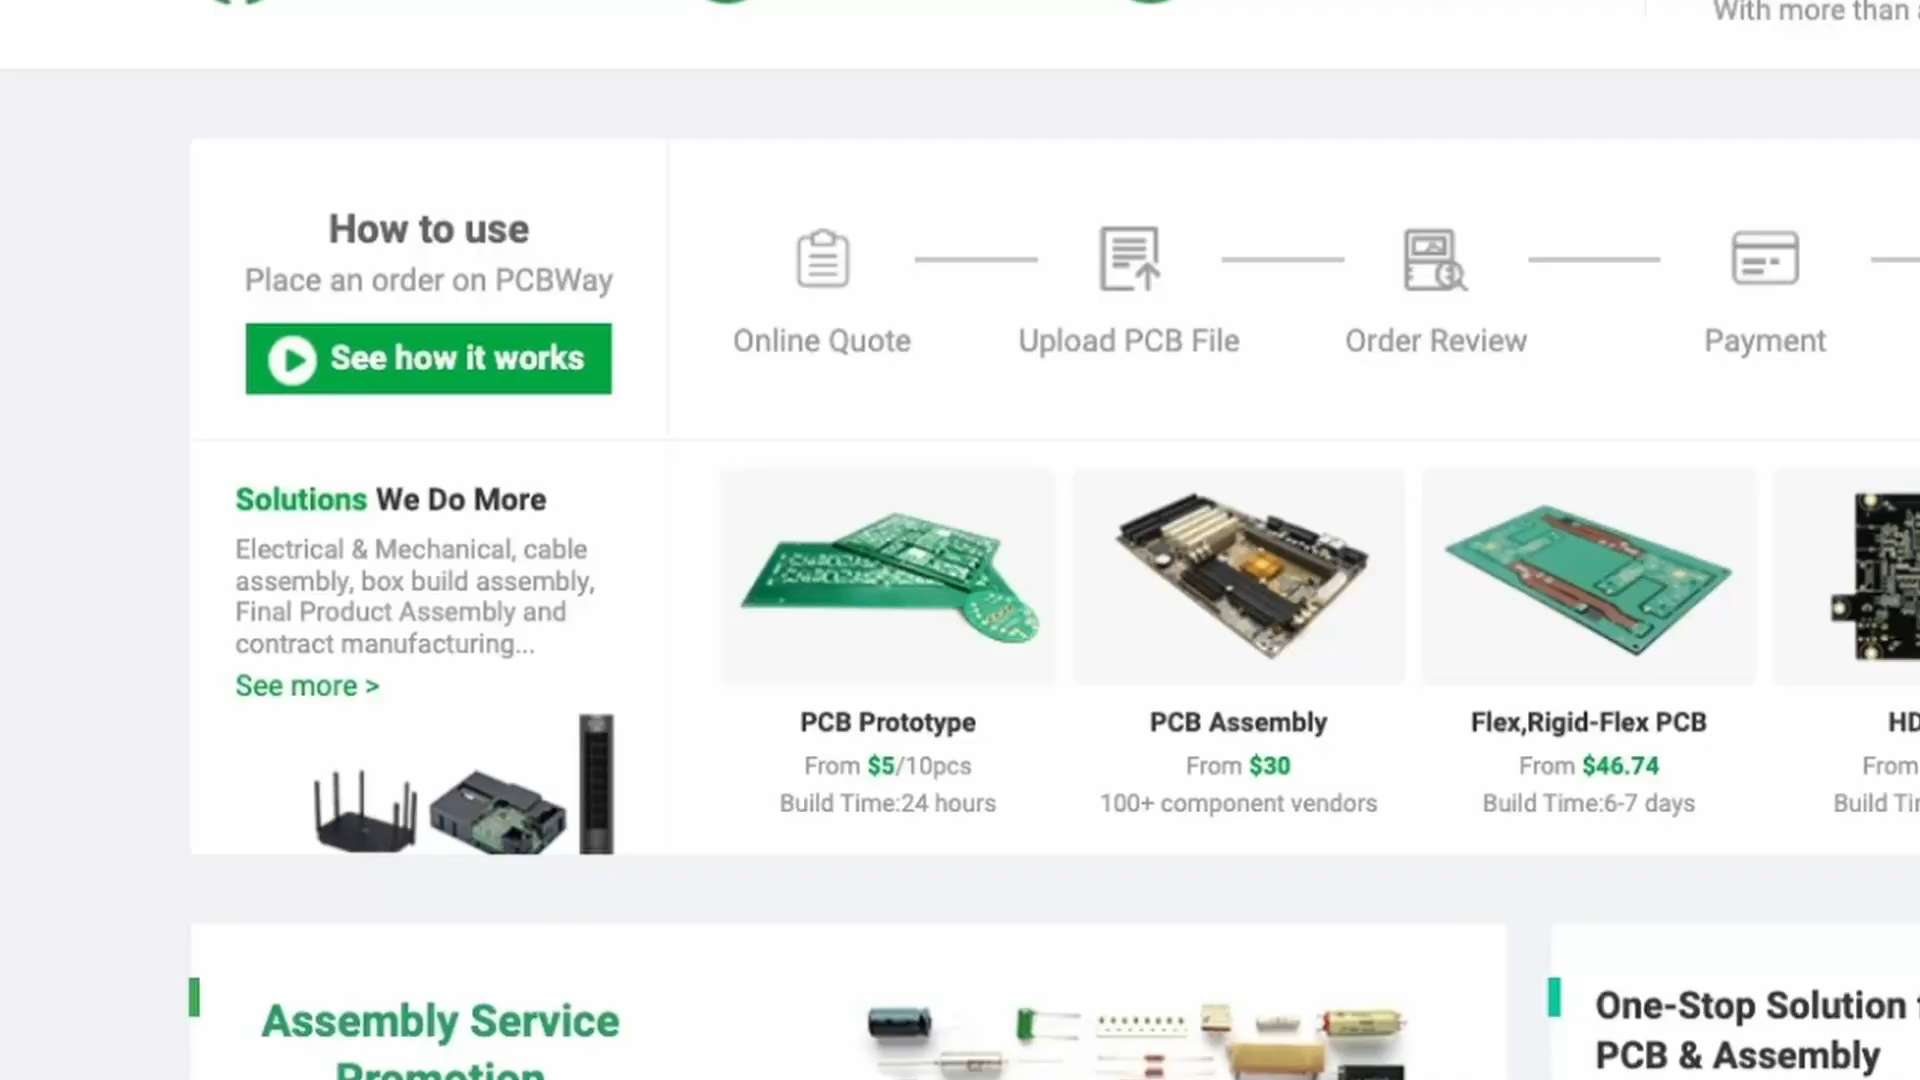 With more than
How to use
Place an order on PCBWay
See how it works
Online Quote
Upload PCB File
Order Review
Payment
Solutions We Do More
Electrical & Mechanical, cable
assembly, box build assembly,
Final Product Assembly and
contract manufacturing...
See more >
PCB Prototype
From $5/10pcs
Build Time:24 hours
PCB Assembly
From $30
100+ component vendors
Flex,Rigid-Flex PCB
From $46.74
Build Time:6-7 days
HD
From
Build
Assembly Service
Promotion
One-Stop Solution
PCB & Assembly